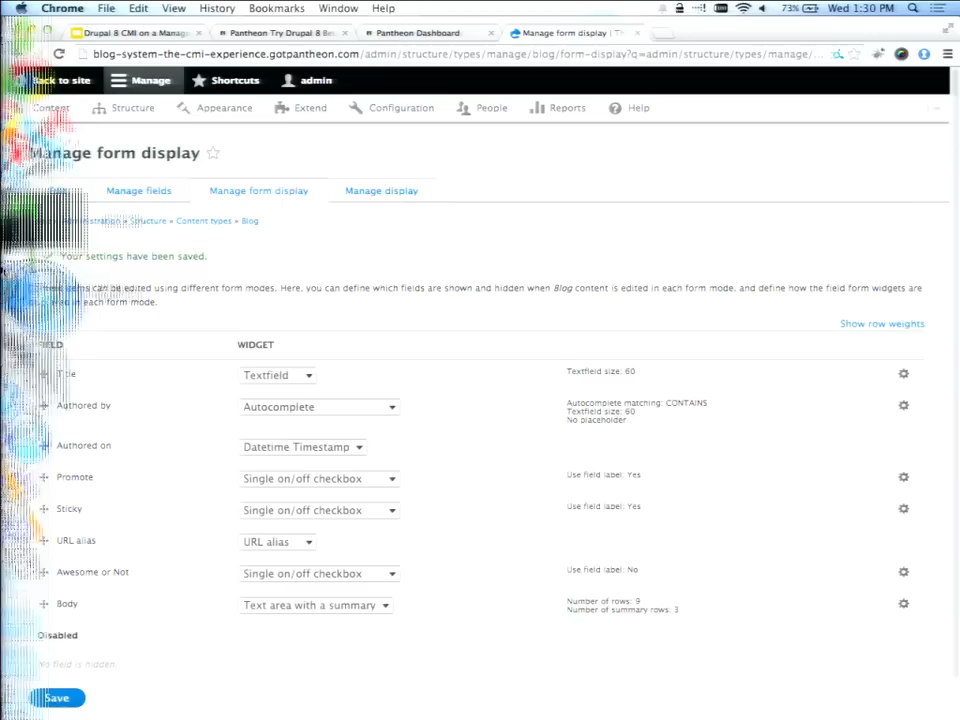 Chrome File Edit View History Bookmarks Window Help 73% Wed 1:30 PM
Drupal 8 CMI on a Manag Pantheon Try Drupal 8 Be Pantheon Dashboard Manage form display | T
blog-system-the-cmi-experience.gotpantheon.com/admin/structure/types/manage/blog/form-display?q=admin/structure/types/manage/...
Back to site Manage Shortcuts admin
Content Structure Appearance Extend Configuration People Reports Help
Manage form display
Manage fields Manage form display Manage display
Administration » Structure » Content types » Blog
Your settings have been saved.
items can be edited using different form modes. Here, you can define which fields are shown and hidden when Blog content is edited in each form mode, and define how the field form widgets are
in each form mode.
Show row weights
FIELD WIDGET
Title Textfield Textfield size: 60
Authored by Autocomplete Autocomplete matching: CONTAINS
Textfield size: 60
No placeholder
Authored on Datetime Timestamp
Promote Single on/off checkbox Use field label: Yes
Sticky Single on/off checkbox Use field label: Yes
URL alias URL alias
Awesome or Not Single on/off checkbox Use field label: No
Body Text area with a summary Number of rows: 9
Number of summary rows: 3
Disabled
No field is hidden.
Save